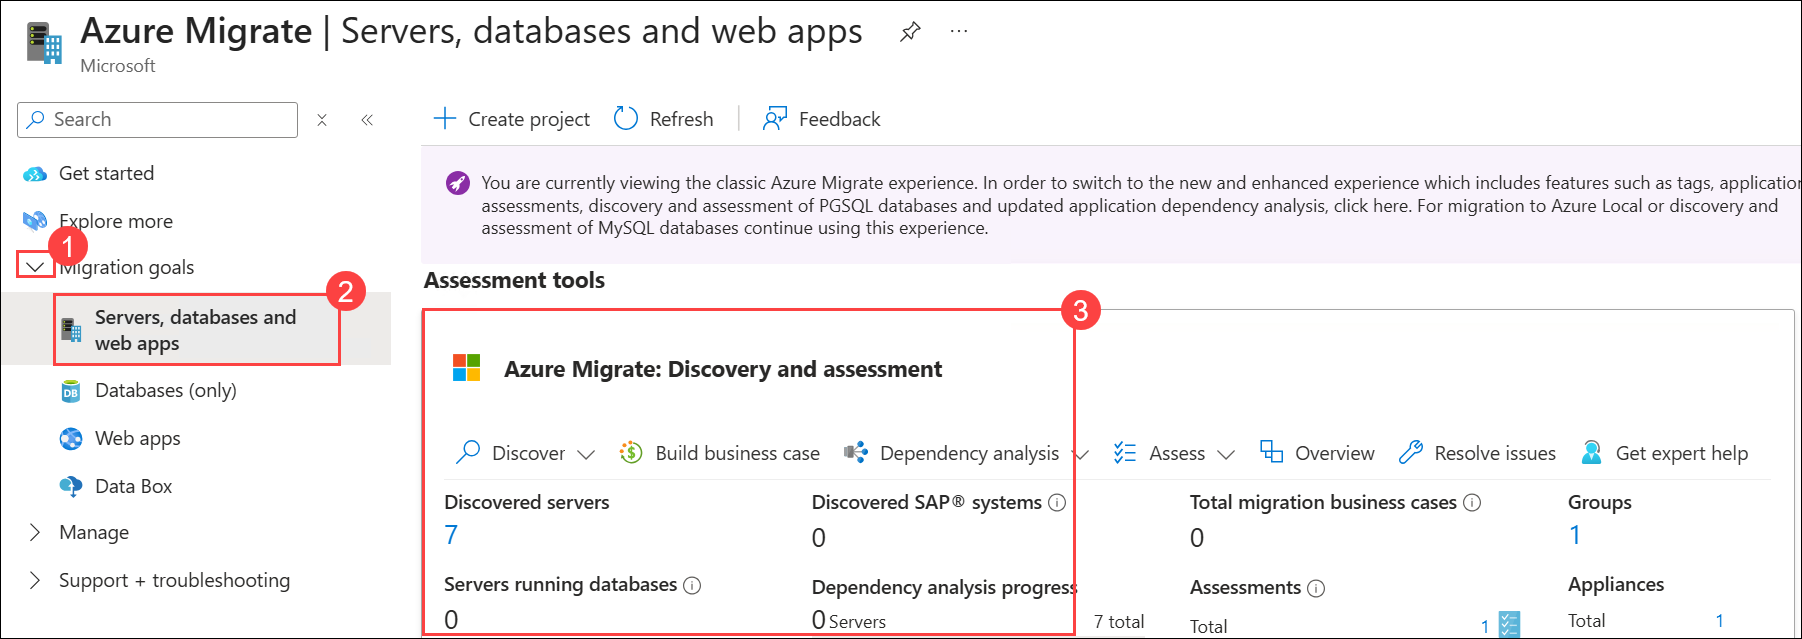 Azure Migrate | Servers, databases and web apps
Microsoft
Search
Get started
Explore more
1
Migration goals
2
Servers, databases and
web apps
Databases (only)
DB
Web apps
Data Box
Manage
Support + troubleshooting
Create project
Refresh
Feedback
You are currently viewing the classic Azure Migrate experience. In order to switch to the new and enhanced experience which includes features such as tags, application
assessments, discovery and assessment of PGSQL databases and updated application dependency analysis, click here. For migration to Azure Local or discovery and
assessment of MySQL databases continue using this experience.
Assessment tools
3
Azure Migrate: Discovery and assessment
Discover
Build business case
Dependency analysis
Assess
Overview
Resolve issues
Get expert help
Discovered servers
7
Discovered SAP® systems
0
Total migration business cases
0
Groups
1
Servers running databases
0
Dependency analysis progress
0 Servers
7 total
Assessments
Total
1
Appliances
Total
1